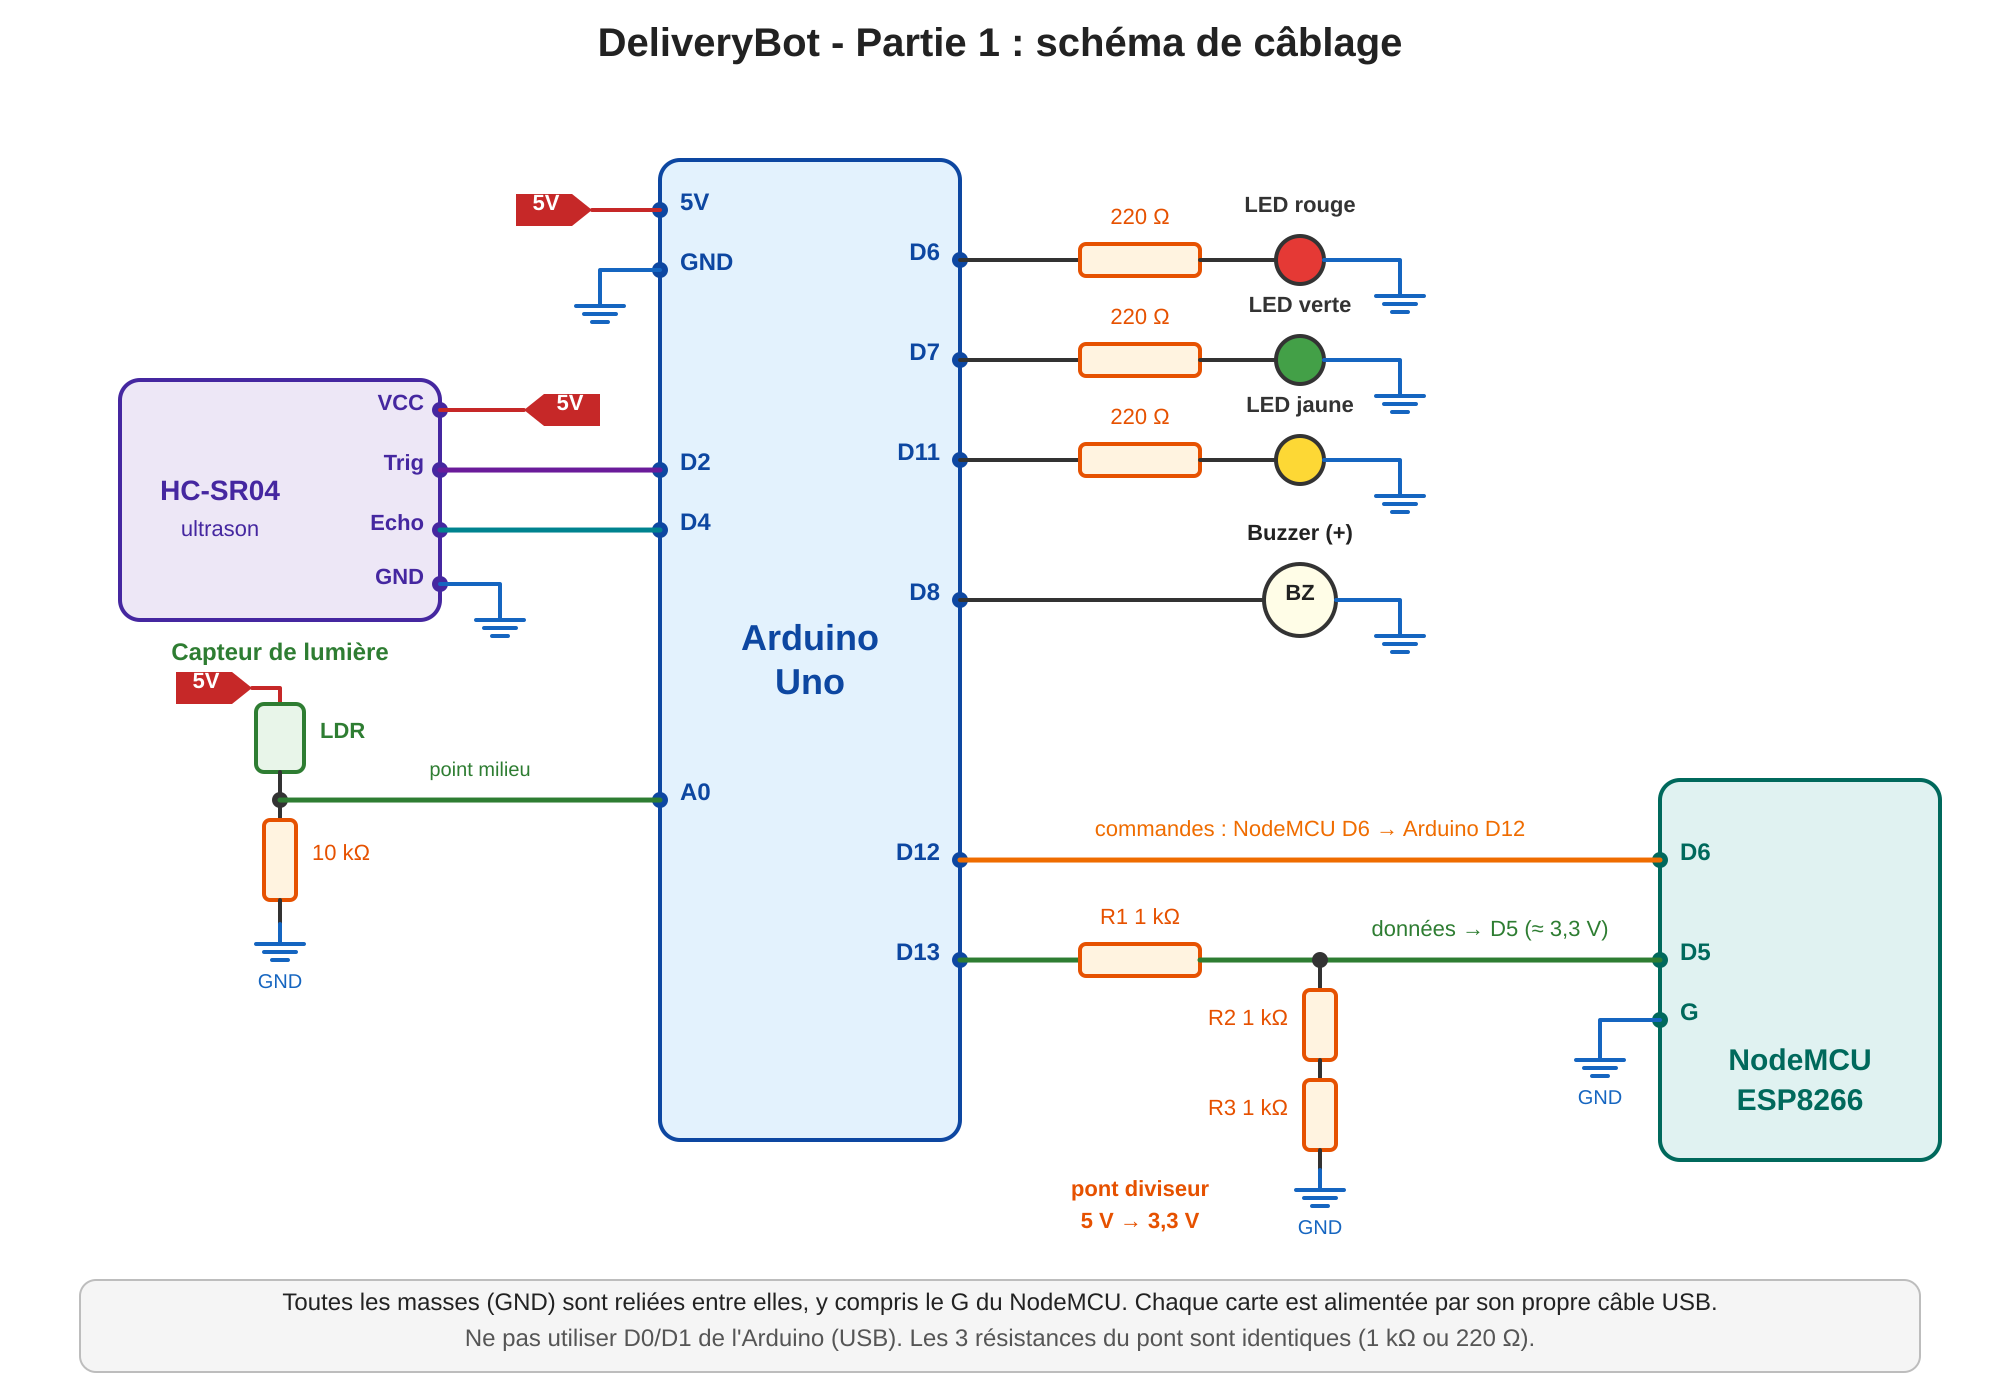 DeliveryBot - Partie 1 : schéma de câblage
5V
5V
GND
D6
220 Ω
LED rouge
D7
220 Ω
LED verte
D11
220 Ω
LED jaune
D8
Buzzer (+)
BZ
HC-SR04
ultrason
VCC
5V
Trig
D2
Echo
D4
GND
Arduino
Uno
Capteur de lumière
5V
LDR
point milieu
A0
10 kΩ
GND
D12
commandes : NodeMCU D6 → Arduino D12
D6
D13
R1 1 kΩ
données → D5 (≈ 3,3 V)
D5
R2 1 kΩ
G
GND
NodeMCU
ESP8266
R3 1 kΩ
pont diviseur
5 V → 3,3 V
GND
Toutes les masses (GND) sont reliées entre elles, y compris le G du NodeMCU. Chaque carte est alimentée par son propre câble USB.
Ne pas utiliser D0/D1 de l'Arduino (USB). Les 3 résistances du pont sont identiques (1 kΩ ou 220 Ω).